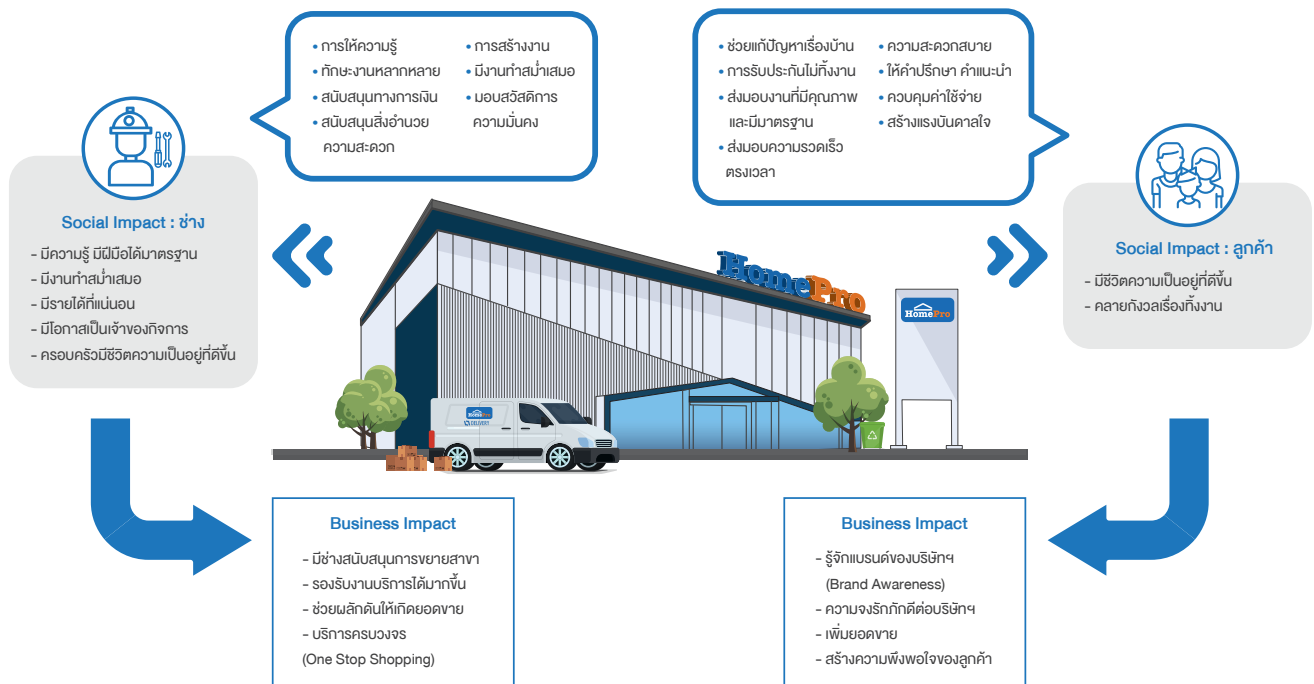 • การให้ความรู้
• ทักษะงานหลากหลาย
• สนับสนุนทางการเงิน
• สนับสนุนสิ่งอำนวย
ความสะดวก
• การสร้างงาน
• มีงานทำสม่ำเสมอ
• มอบสวัสดิการ
ความมั่นคง
• ช่วยแก้ปัญหาเรื่องบ้าน
• การรับประกันไม่ทิ้งงาน
• ส่งมอบงานที่มีคุณภาพ
และมีมาตรฐาน
• ส่งมอบความรวดเร็ว
ตรงเวลา
• ความสะดวกสบาย
• ให้คำปรึกษา คำแนะนำ
• ควบคุมค่าใช้จ่าย
• สร้างแรงบันดาลใจ
Social Impact : ช่าง
- มีความรู้ มีฝีมือได้มาตรฐาน
- มีงานทำสม่ำเสมอ
- มีรายได้ที่แน่นอน
- มีโอกาสเป็นเจ้าของกิจการ
- ครอบครัวมีชีวิตความเป็นอยู่ที่ดีขึ้น
HomePro
HomePro
HomePro
DELIVERY
Social Impact : ลูกค้า
- มีชีวิตความเป็นอยู่ที่ดีขึ้น
- คลายกังวลเรื่องทิ้งงาน
Business Impact
- มีช่างสนับสนุนการขยายสาขา
- รองรับงานบริการได้มากขึ้น
- ช่วยผลักดันให้เกิดยอดขาย
- บริการครบวงจร
(One Stop Shopping)
Business Impact
- รู้จักแบรนด์ของบริษัทฯ
(Brand Awareness)
- ความจงรักภักดีต่อบริษัทฯ
- เพิ่มยอดขาย
- สร้างความพึงพอใจของลูกค้า